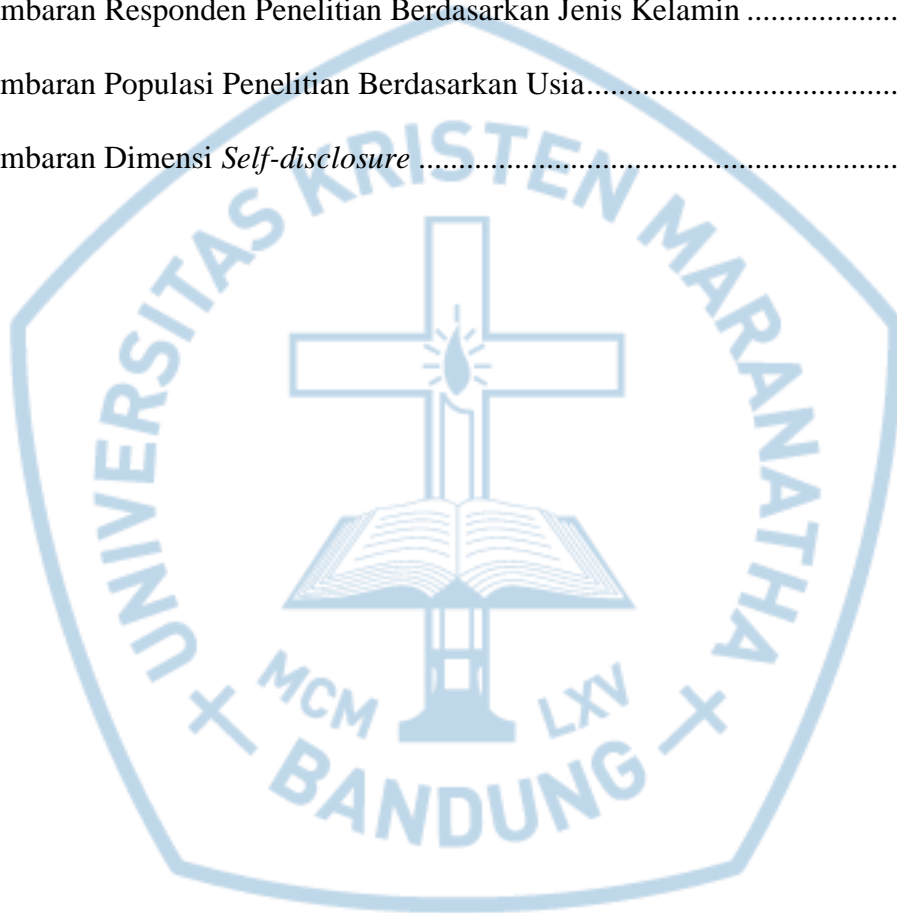 mbaran Responden Penelitian Berdasarkan Jenis Kelamin ...................
mbaran Populasi Penelitian Berdasarkan Usia.......................................
mbaran Dimensi Self-disclosure ............................................................
UNIVERSITAS KRISTEN MARANATHA
MCM LXV
BANDUNG